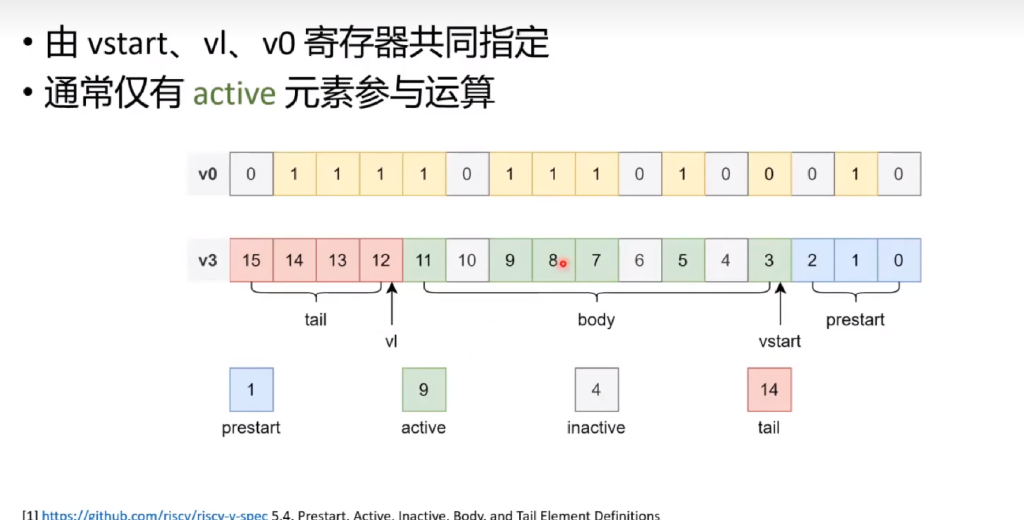 • 由 vstart、vl、v0 寄存器共同指定
• 通常仅有 active 元素参与运算
v0 0 1 1 1 1 0 1 1 1 0 1 0 0 0 1 0
v3 15 14 13 12 11 10 9 8 7 6 5 4 3 2 1 0
tail body prestart
vl vstart
1 9 4 14
prestart active inactive tail
[1] https://github.com/riscv/riscv-v-spec 5.4. Prestart, Active, Inactive, Body, and Tail Element Definitions